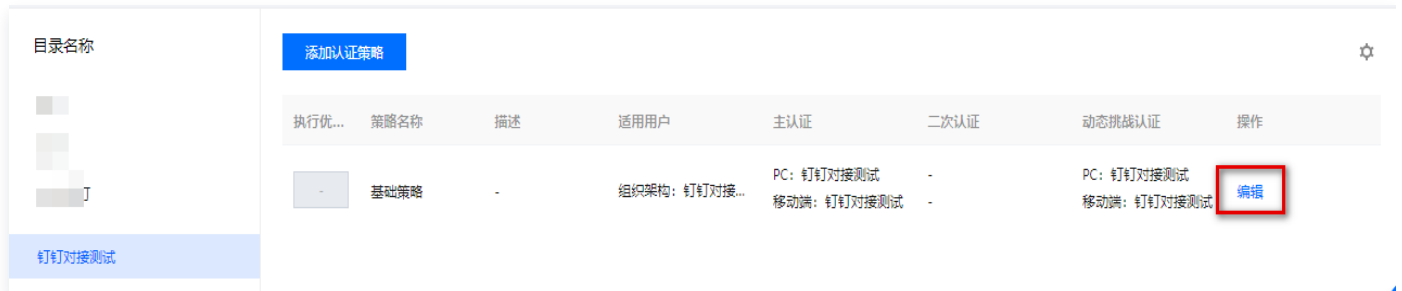 目录名称
添加认证策略
执行优... 策略名称 描述 适用用户 主认证 二次认证 动态挑战认证 操作
- 基础策略 - 组织架构：钉钉对接... PC：钉钉对接测试 - PC：钉钉对接测试 编辑
移动端：钉钉对接测试 - 移动端：钉钉对接测试
钉钉对接测试